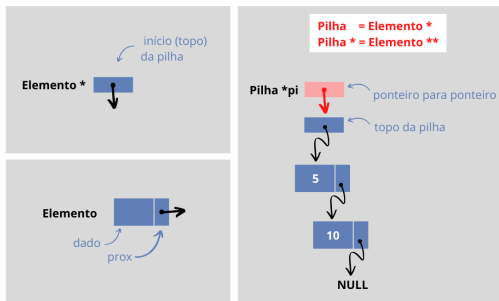 início (topo)
da pilha
Elemento *
Elemento
dado
prox
Pilha = Elemento *
Pilha * = Elemento **
Pilha *pi
ponteiro para ponteiro
topo da pilha
5
10
NULL